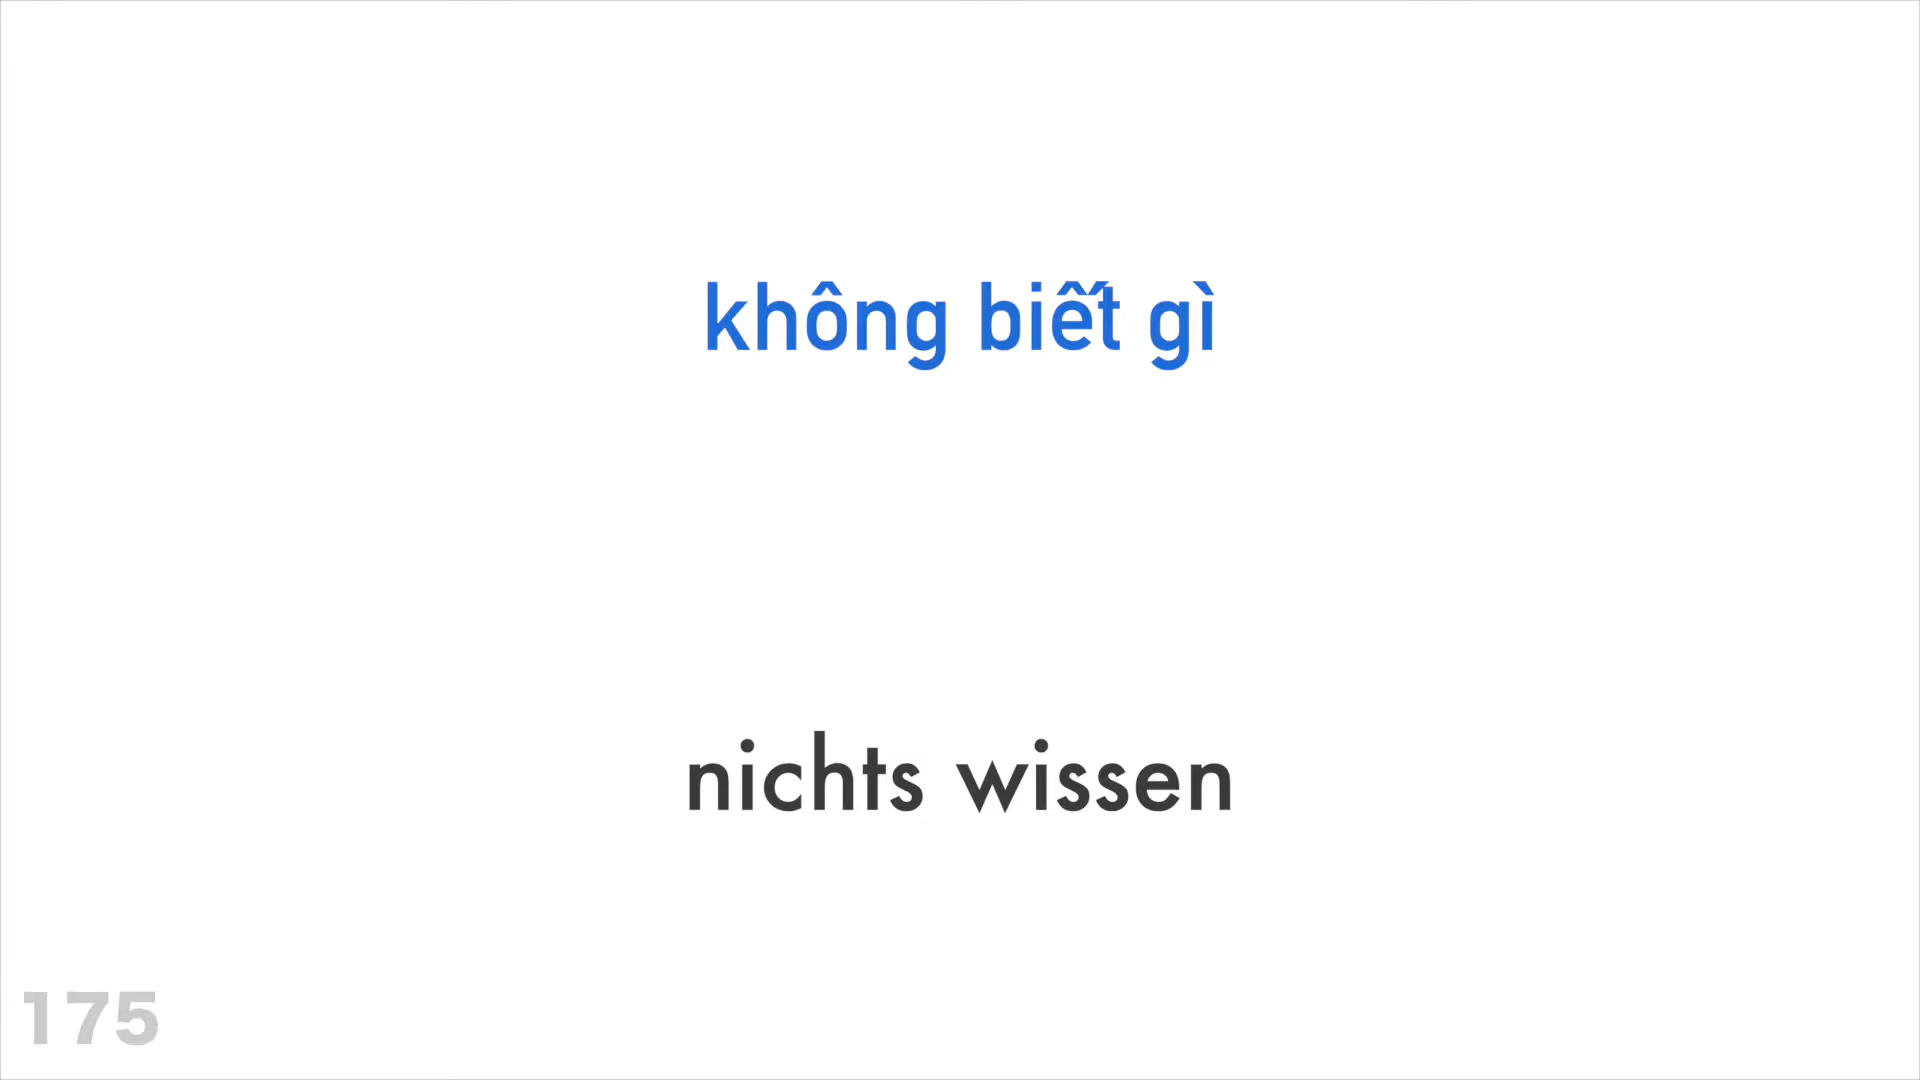 không biết gì
nichts wissen
175